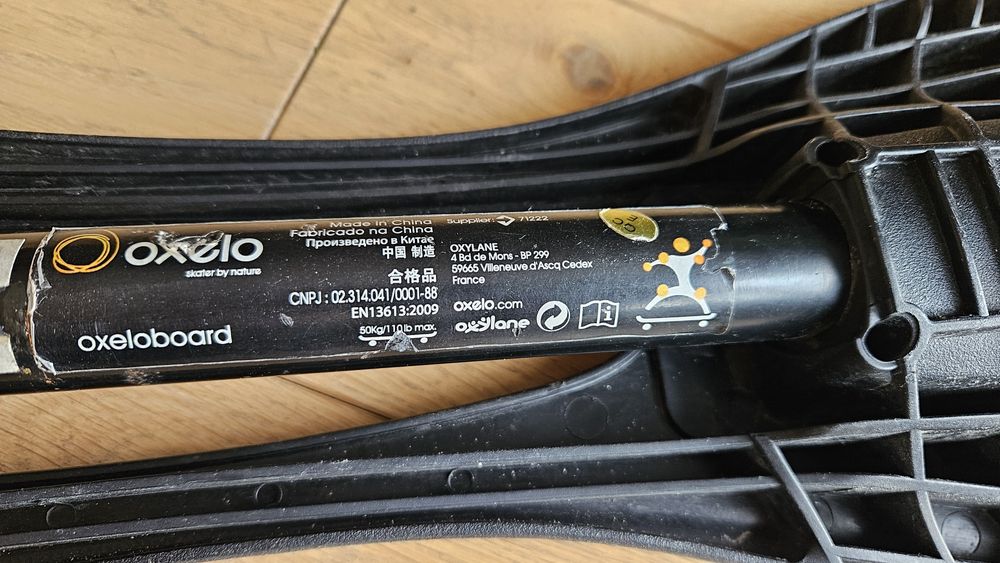 oxelo
skater by nature
oxeloboard
Made in China
Fabricado na China
Произведено в Китае
中国 制造
合格品
CNPJ : 02.314.041/0001-88
EN13613:2009
50Kg/110lb max.
Supplier: 71222
OXYLANE
4 Bd de Mons - BP 299
59665 Villeneuve d'Ascq Cedex
France
oxelo.com
oxylane